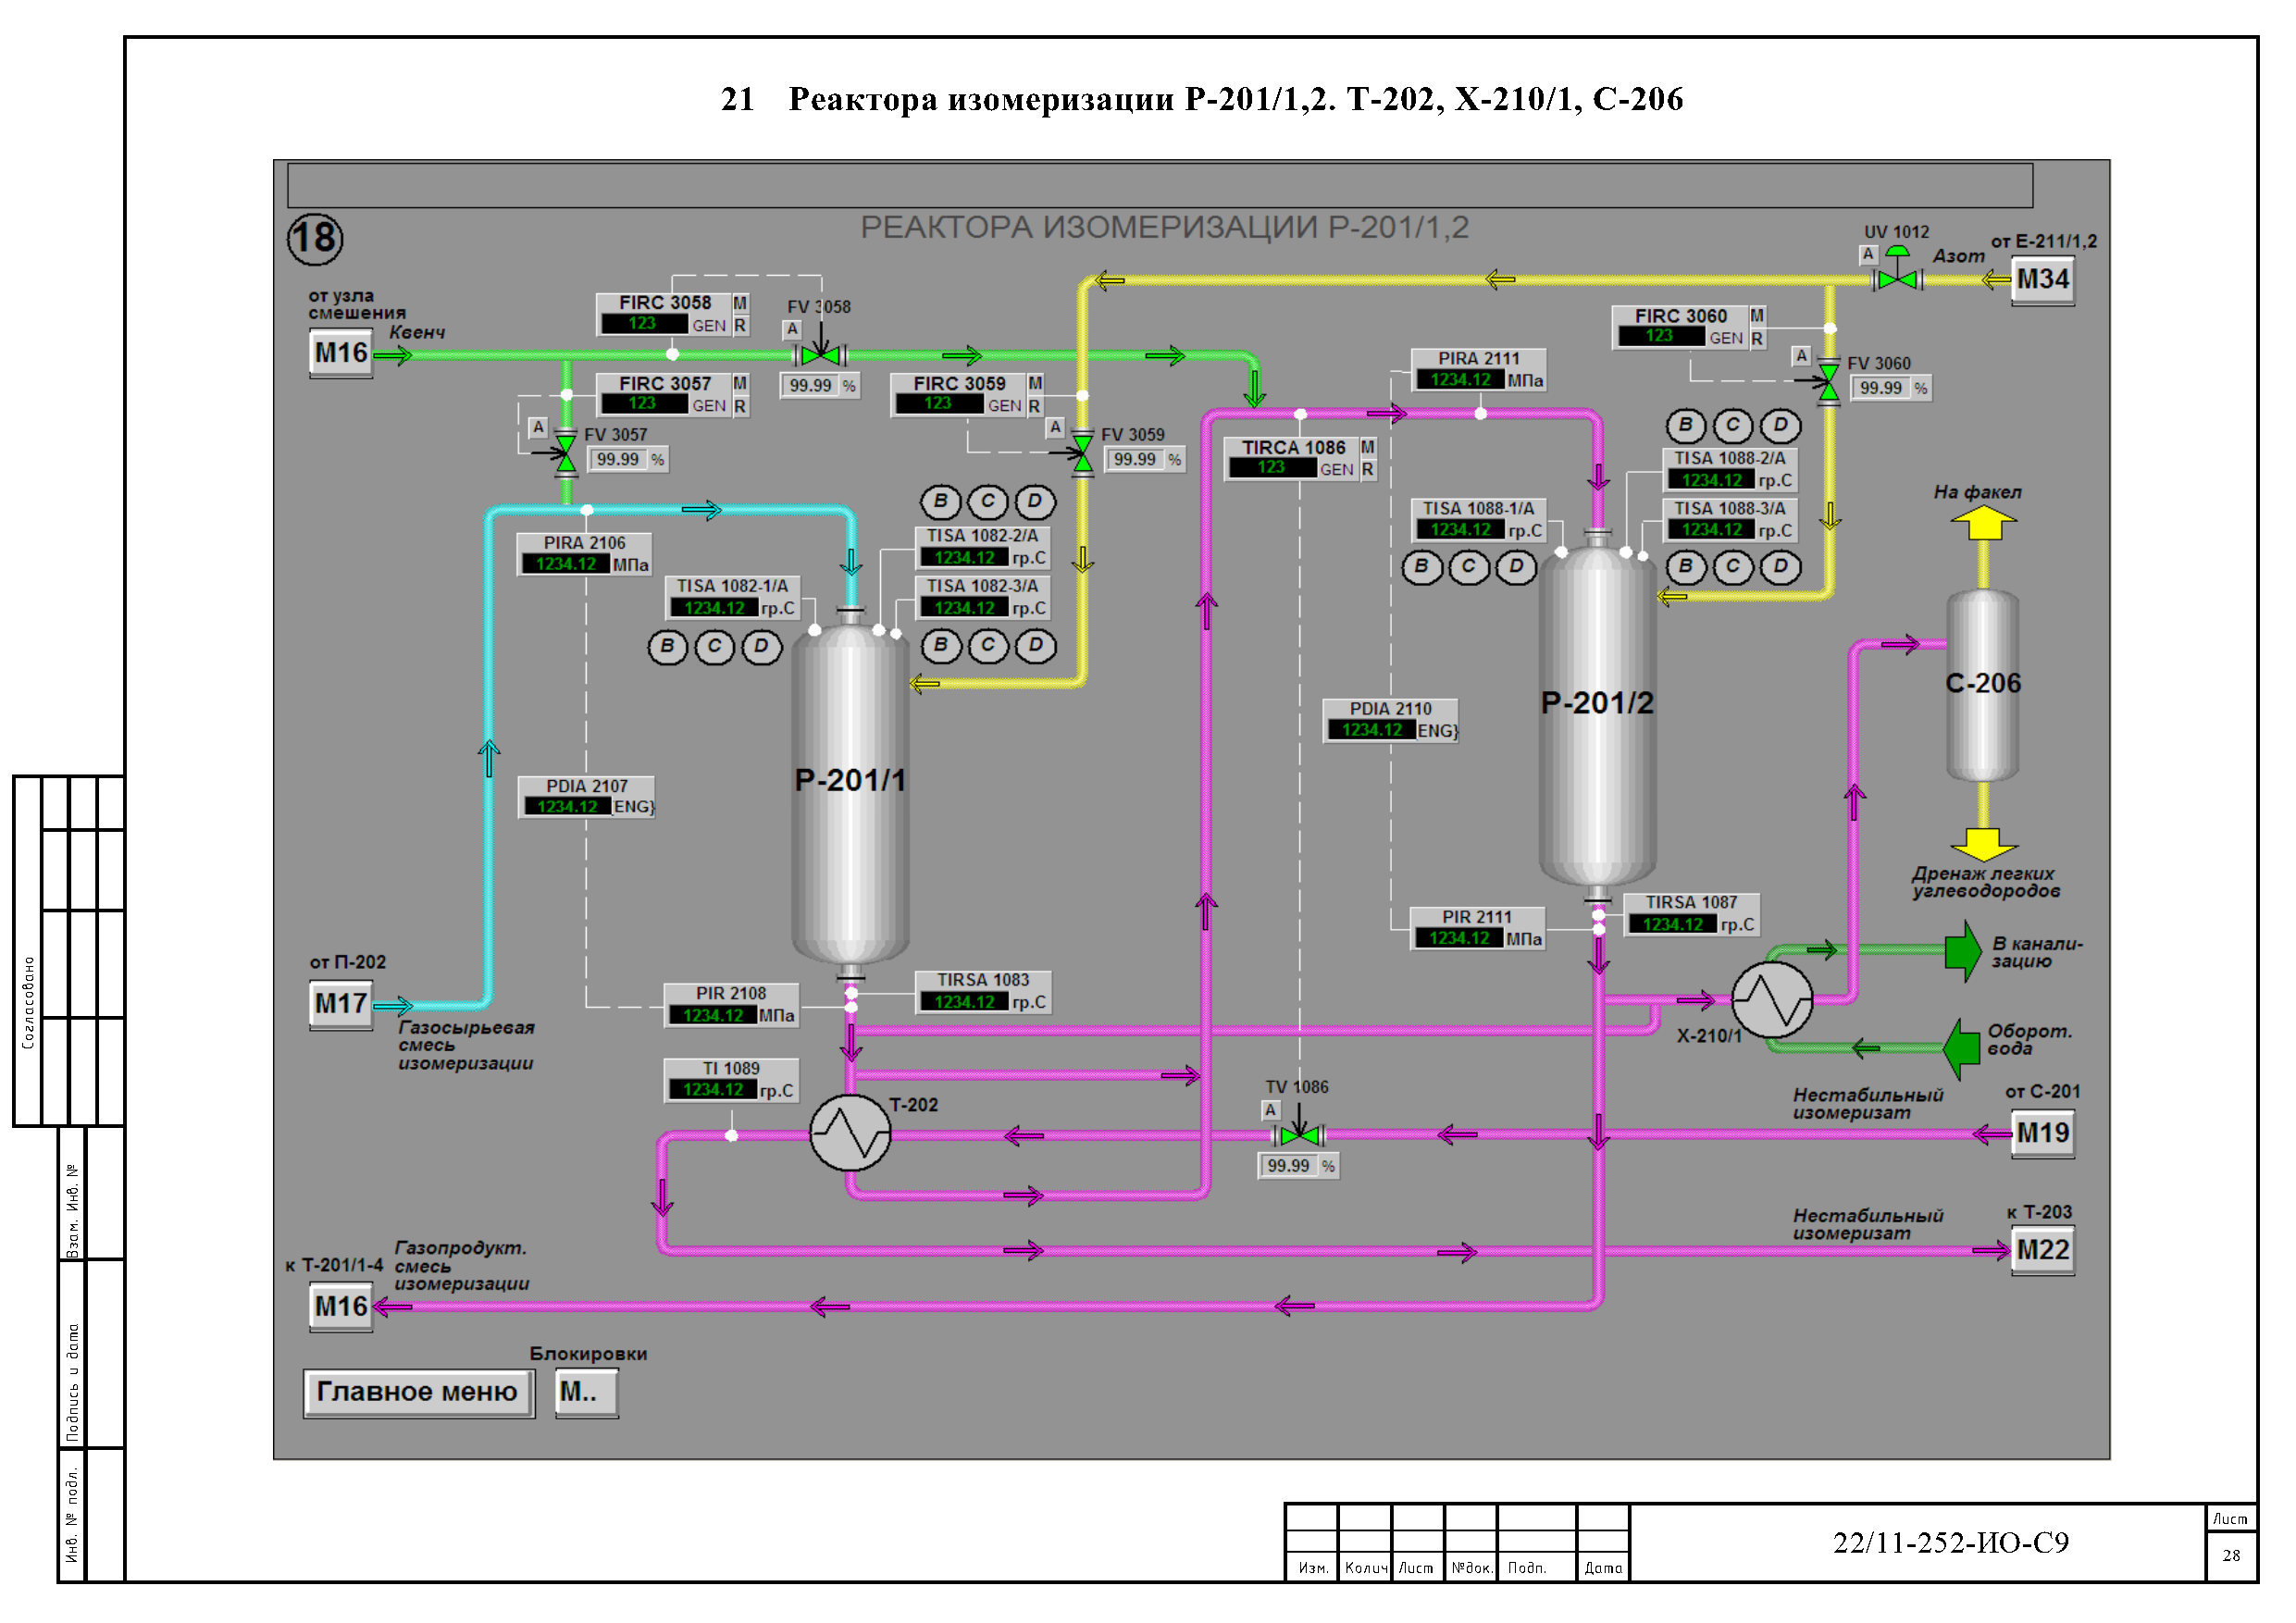 21 Реактора изомеризации Р-201/1,2. Т-202, Х-210/1, С-206
18
РЕАКТОРА ИЗОМЕРИЗАЦИИ Р-201/1,2
UV 1012
A
Азот
от Е-211/1,2
М34
от узла
смешения
Квенч
М16
FIRC 3058 M
123 GEN R
FV 3058
A
99.99 %
FIRC 3057 M
123 GEN R
A
FV 3057
99.99 %
FIRC 3059 M
123 GEN R
A
FV 3059
99.99 %
FIRC 3060 M
123 GEN R
A
FV 3060
99.99 %
PIRA 2111
1234.12 МПа
TIRCA 1086 M
123 GEN R
B C D
TISA 1088-2/A
1234.12 гр.С
TISA 1088-1/A
1234.12 гр.С
TISA 1088-3/A
1234.12 гр.С
B C D
B C D
На факел
PIRA 2106
1234.12 МПа
B C D
TISA 1082-2/A
1234.12 гр.С
TISA 1082-1/A
1234.12 гр.С
TISA 1082-3/A
1234.12 гр.С
B C D
B C D
Р-201/1
Р-201/2
С-206
PDIA 2110
1234.12 ENG}
PDIA 2107
1234.12 ENG}
Дренаж легких
углеводородов
PIR 2111
1234.12 МПа
TIRSA 1087
1234.12 гр.С
В канали-
зацию
от П-202
М17
Газосырьевая
смесь
изомеризации
PIR 2108
1234.12 МПа
TIRSA 1083
1234.12 гр.С
Х-210/1
Оборот.
вода
TI 1089
1234.12 гр.С
Т-202
TV 1086
A
99.99 %
Нестабильный
изомеризат
от С-201
М19
Нестабильный
изомеризат
к Т-203
М22
к Т-201/1-4
Газопродукт.
смесь
изомеризации
М16
Блокировки
Главное меню
М..
Согласовано
Взам. Инв. №
Подпись и дата
Инв. № подл.
Изм. Колич Лист №док. Подп. Дата
22/11-252-ИО-С9
Лист
28